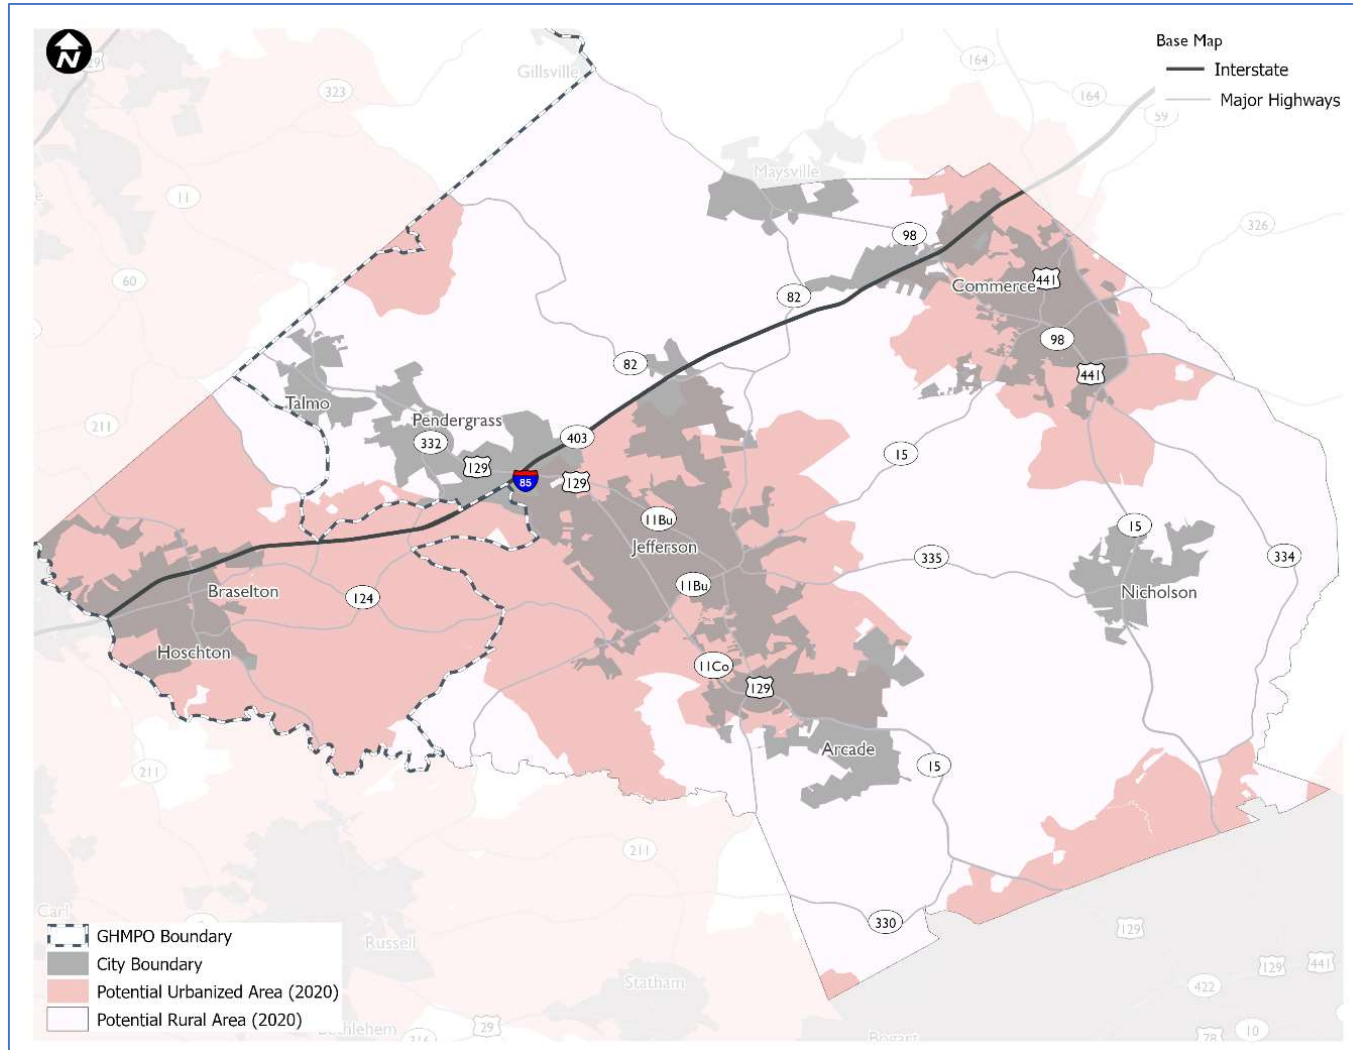 N
29
Gillsville
323
164
Base Map
Interstate
164
Major Highways
59
11
Maysville
326
98
60
82
Commerce
441
98
82
441
Talmo
Pendergrass
211
332
403
15
129
85
129
11Bu
15
Jefferson
335
334
11Bu
Braselton
124
Nicholson
Hoschton
11Co
129
Arcade
211
15
211
Carl
330
Russell
129
GHMPO Boundary
City Boundary
129
441
Potential Urbanized Area (2020)
Statham
422
Potential Rural Area (2020)
29
10
78
316
Bogart